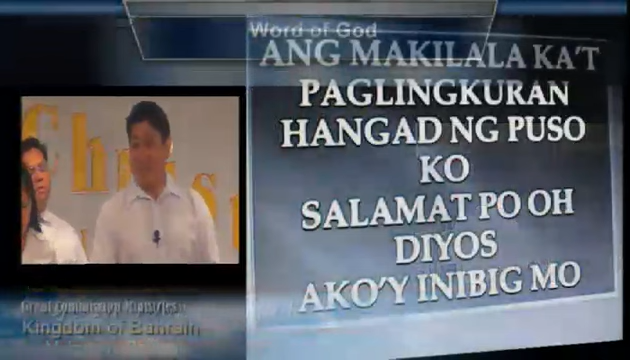 Word of God
ANG MAKILALA KA'T
PAGLINGKURAN
HANGAD NG PUSO
KO
SALAMAT PO OH
DIYOS
AKO'Y INIBIG MO
Christ
Kingdom of Bahrain